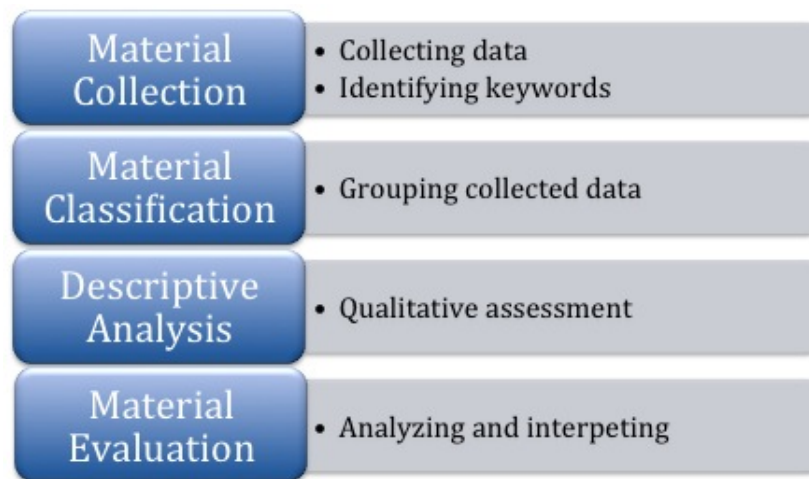 Material
Collection
• Collecting data
• Identifying keywords
Material
Classification
• Grouping collected data
Descriptive
Analysis
• Qualitative assessment
Material
Evaluation
• Analyzing and interpeting